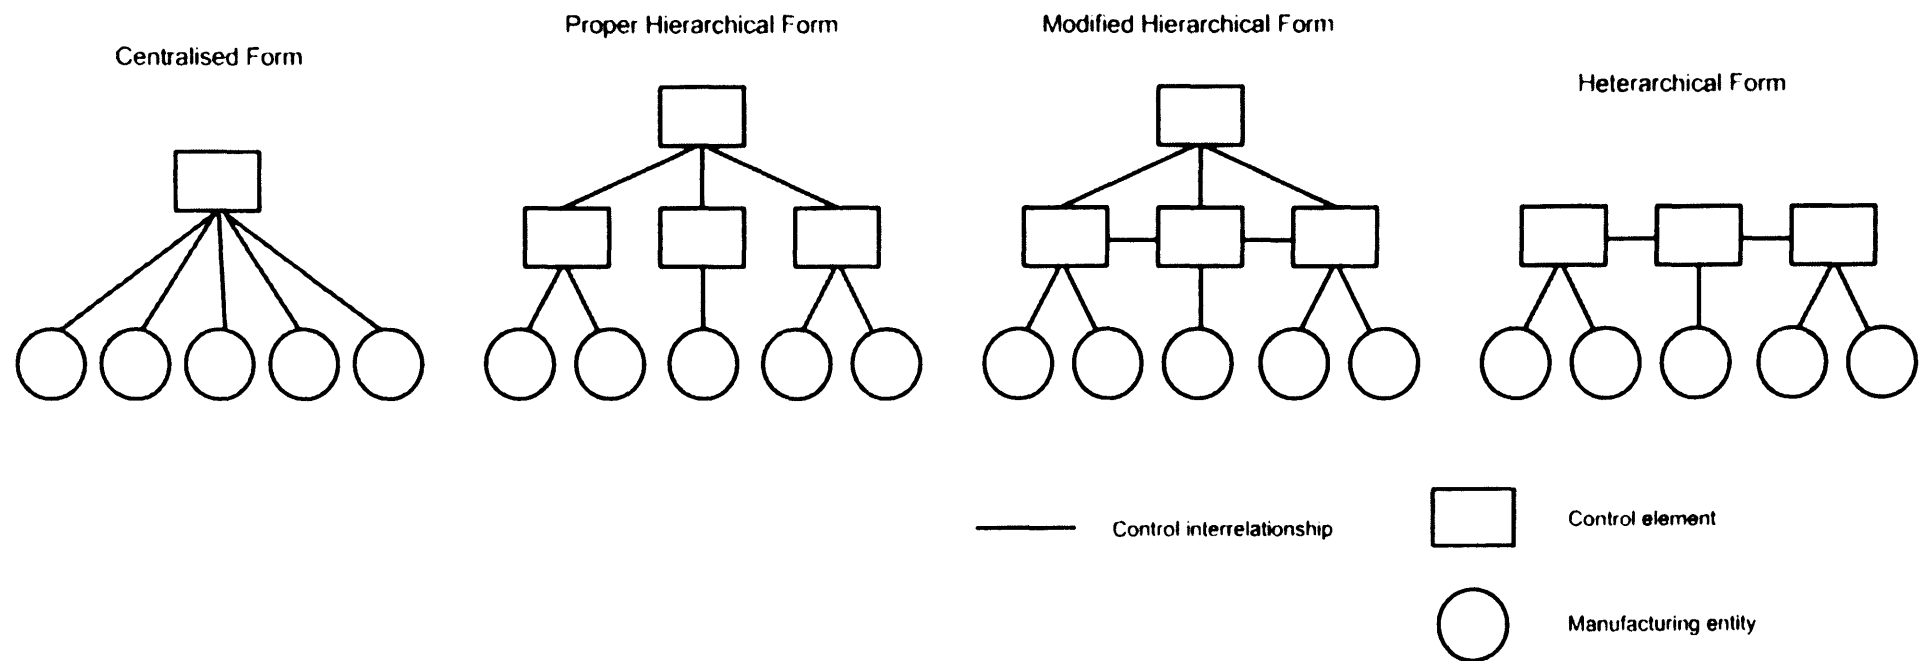 Centralised Form
Proper Hierarchical Form
Modified Hierarchical Form
Heterarchical Form
Control interrelationship
Control element
Manufacturing entity